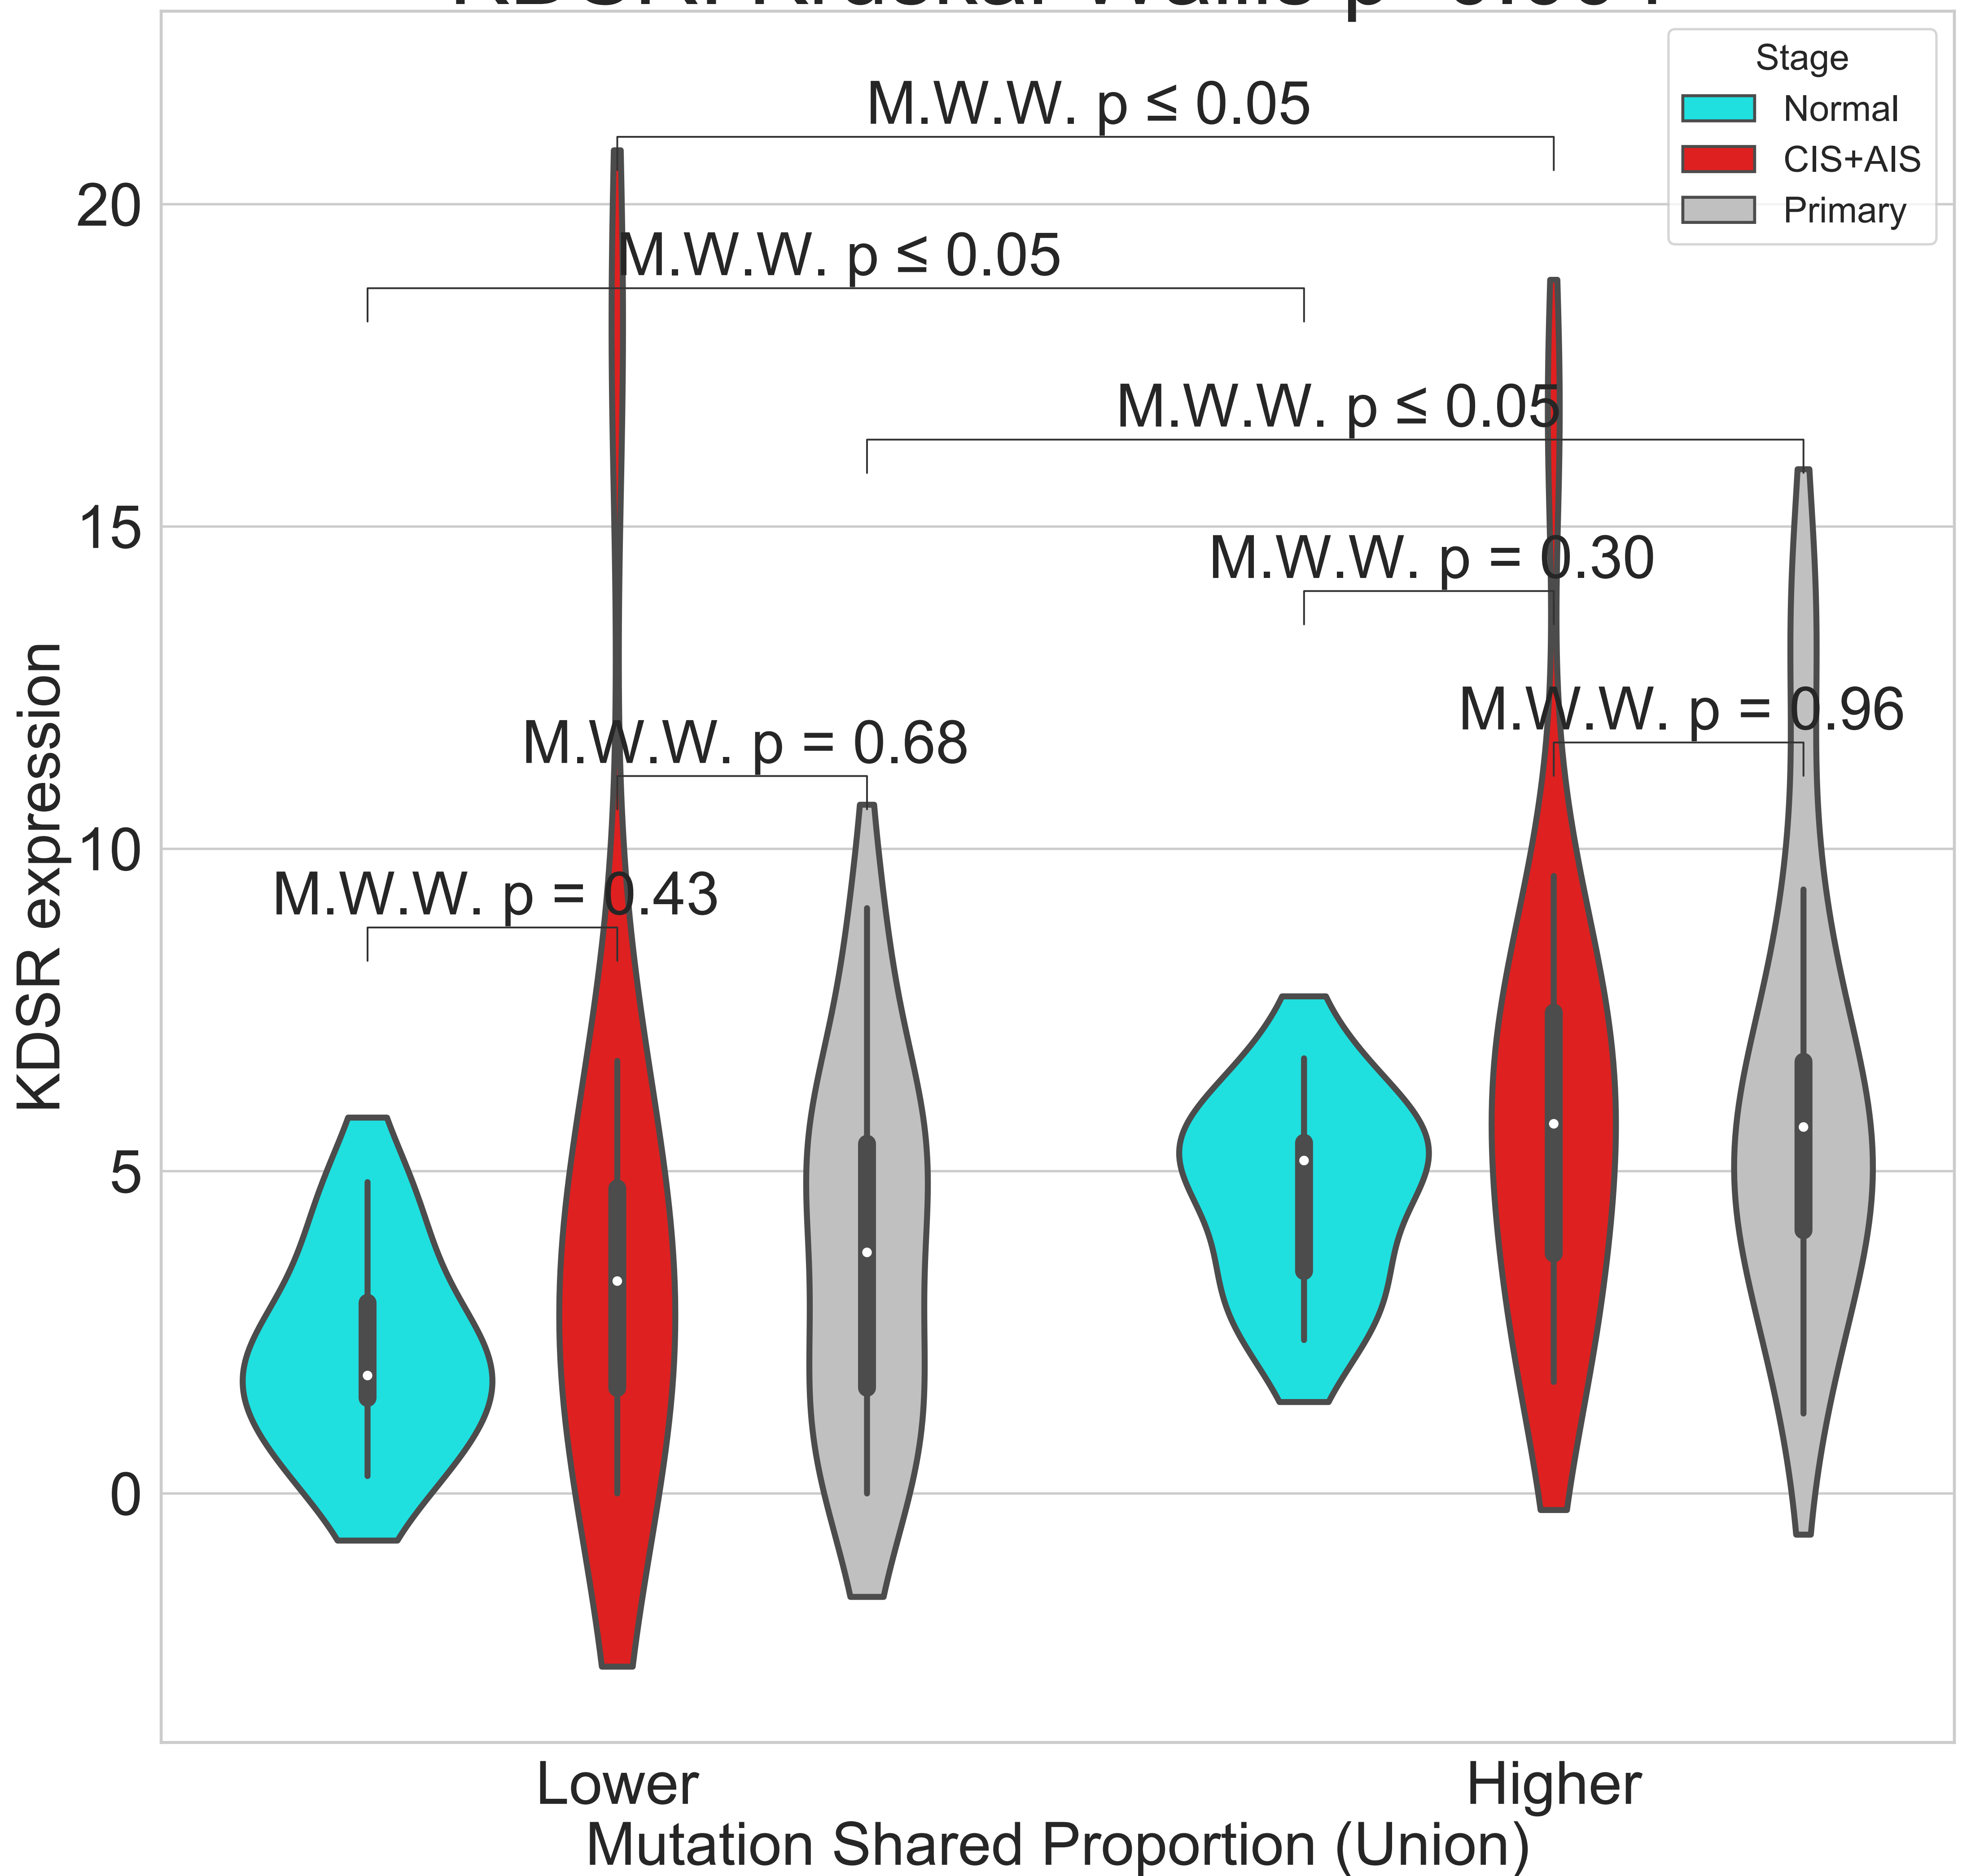 Stage
Normal
CIS+AIS
Primary
M.W.W. p ≤ 0.05
M.W.W. p ≤ 0.05
M.W.W. p ≤ 0.05
M.W.W. p = 0.30
M.W.W. p = 0.96
M.W.W. p = 0.68
M.W.W. p = 0.43
20
15
10
5
0
KDSR expression
Lower
Higher
Mutation Shared Proportion (Union)